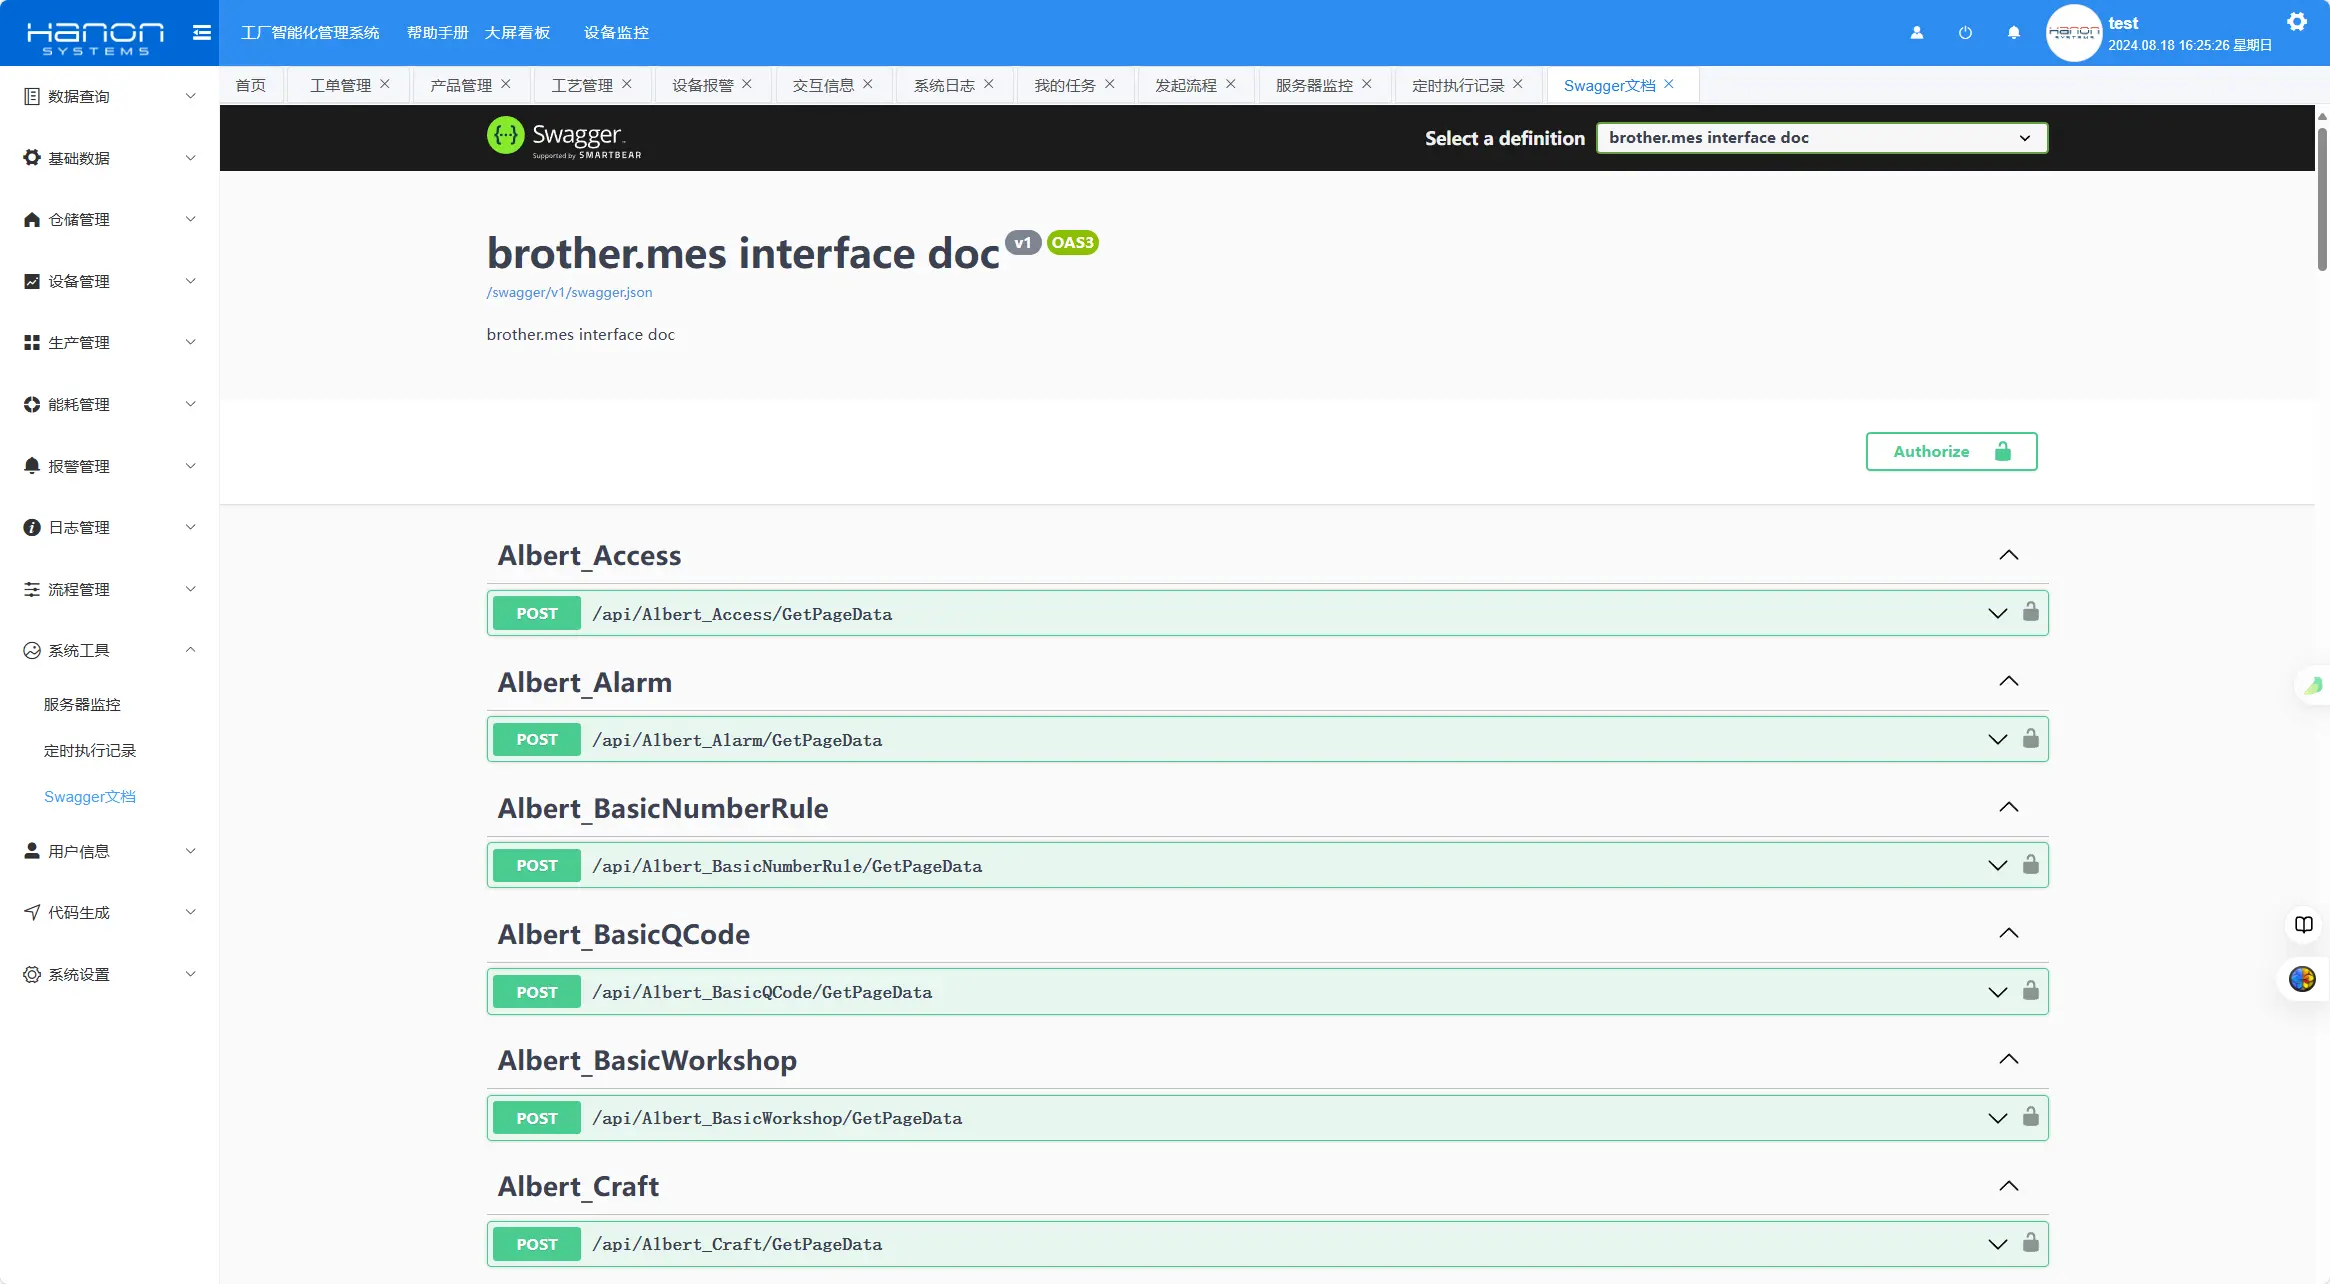 Hanon
SYSTEMS
工厂智能化管理系统 帮助手册 大屏看板 设备监控
Hanon
SYSTEMS
test
2024.08.18 16:25:26 星期日
首页 工单管理 产品管理 工艺管理 设备报警 交互信息 系统日志 我的任务 发起流程 服务器监控 定时执行记录 Swagger文档
数据查询
基础数据
仓储管理
设备管理
生产管理
能耗管理
报警管理
日志管理
流程管理
系统工具
服务器监控
定时执行记录
Swagger文档
用户信息
代码生成
系统设置
Swagger
Supported by SMARTBEAR
Select a definition brother.mes interface doc
brother.mes interface doc v1 OAS3
/swagger/v1/swagger.json
brother.mes interface doc
Authorize
Albert_Access
POST /api/Albert_Access/GetPageData
Albert_Alarm
POST /api/Albert_Alarm/GetPageData
Albert_BasicNumberRule
POST /api/Albert_BasicNumberRule/GetPageData
Albert_BasicQCode
POST /api/Albert_BasicQCode/GetPageData
Albert_BasicWorkshop
POST /api/Albert_BasicWorkshop/GetPageData
Albert_Craft
POST /api/Albert_Craft/GetPageData